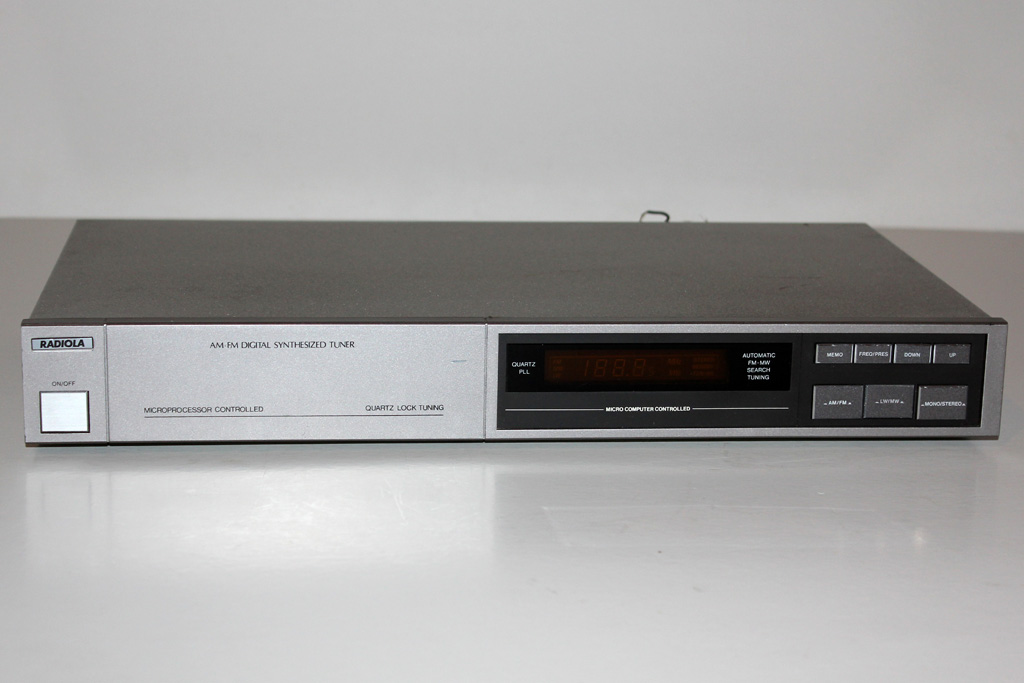 RADIOLA
ON/OFF
AM-FM DIGITAL SYNTHESIZED TUNER
MICROPROCESSOR CONTROLLED
QUARTZ LOCK TUNING
QUARTZ
PLL
AUTOMATIC
FM-MW
SEARCH
TUNING
MICRO COMPUTER CONTROLLED
MEMO
FREQ/PRES
DOWN
UP
AM/FM
LW/MW
MONO/STEREO